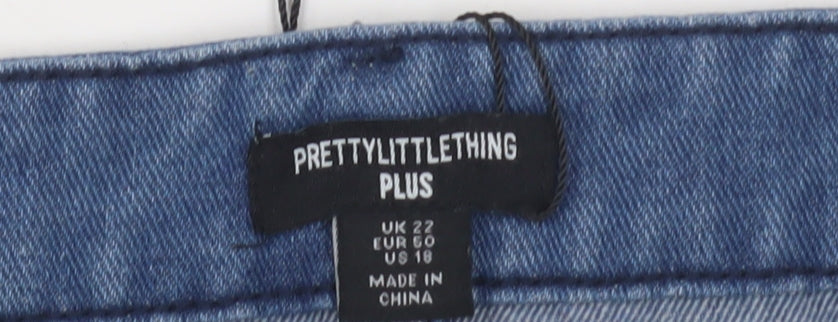 PRETTYLITTLETHING
PLUS
UK 22
EUR 50
US 18
MADE IN
CHINA